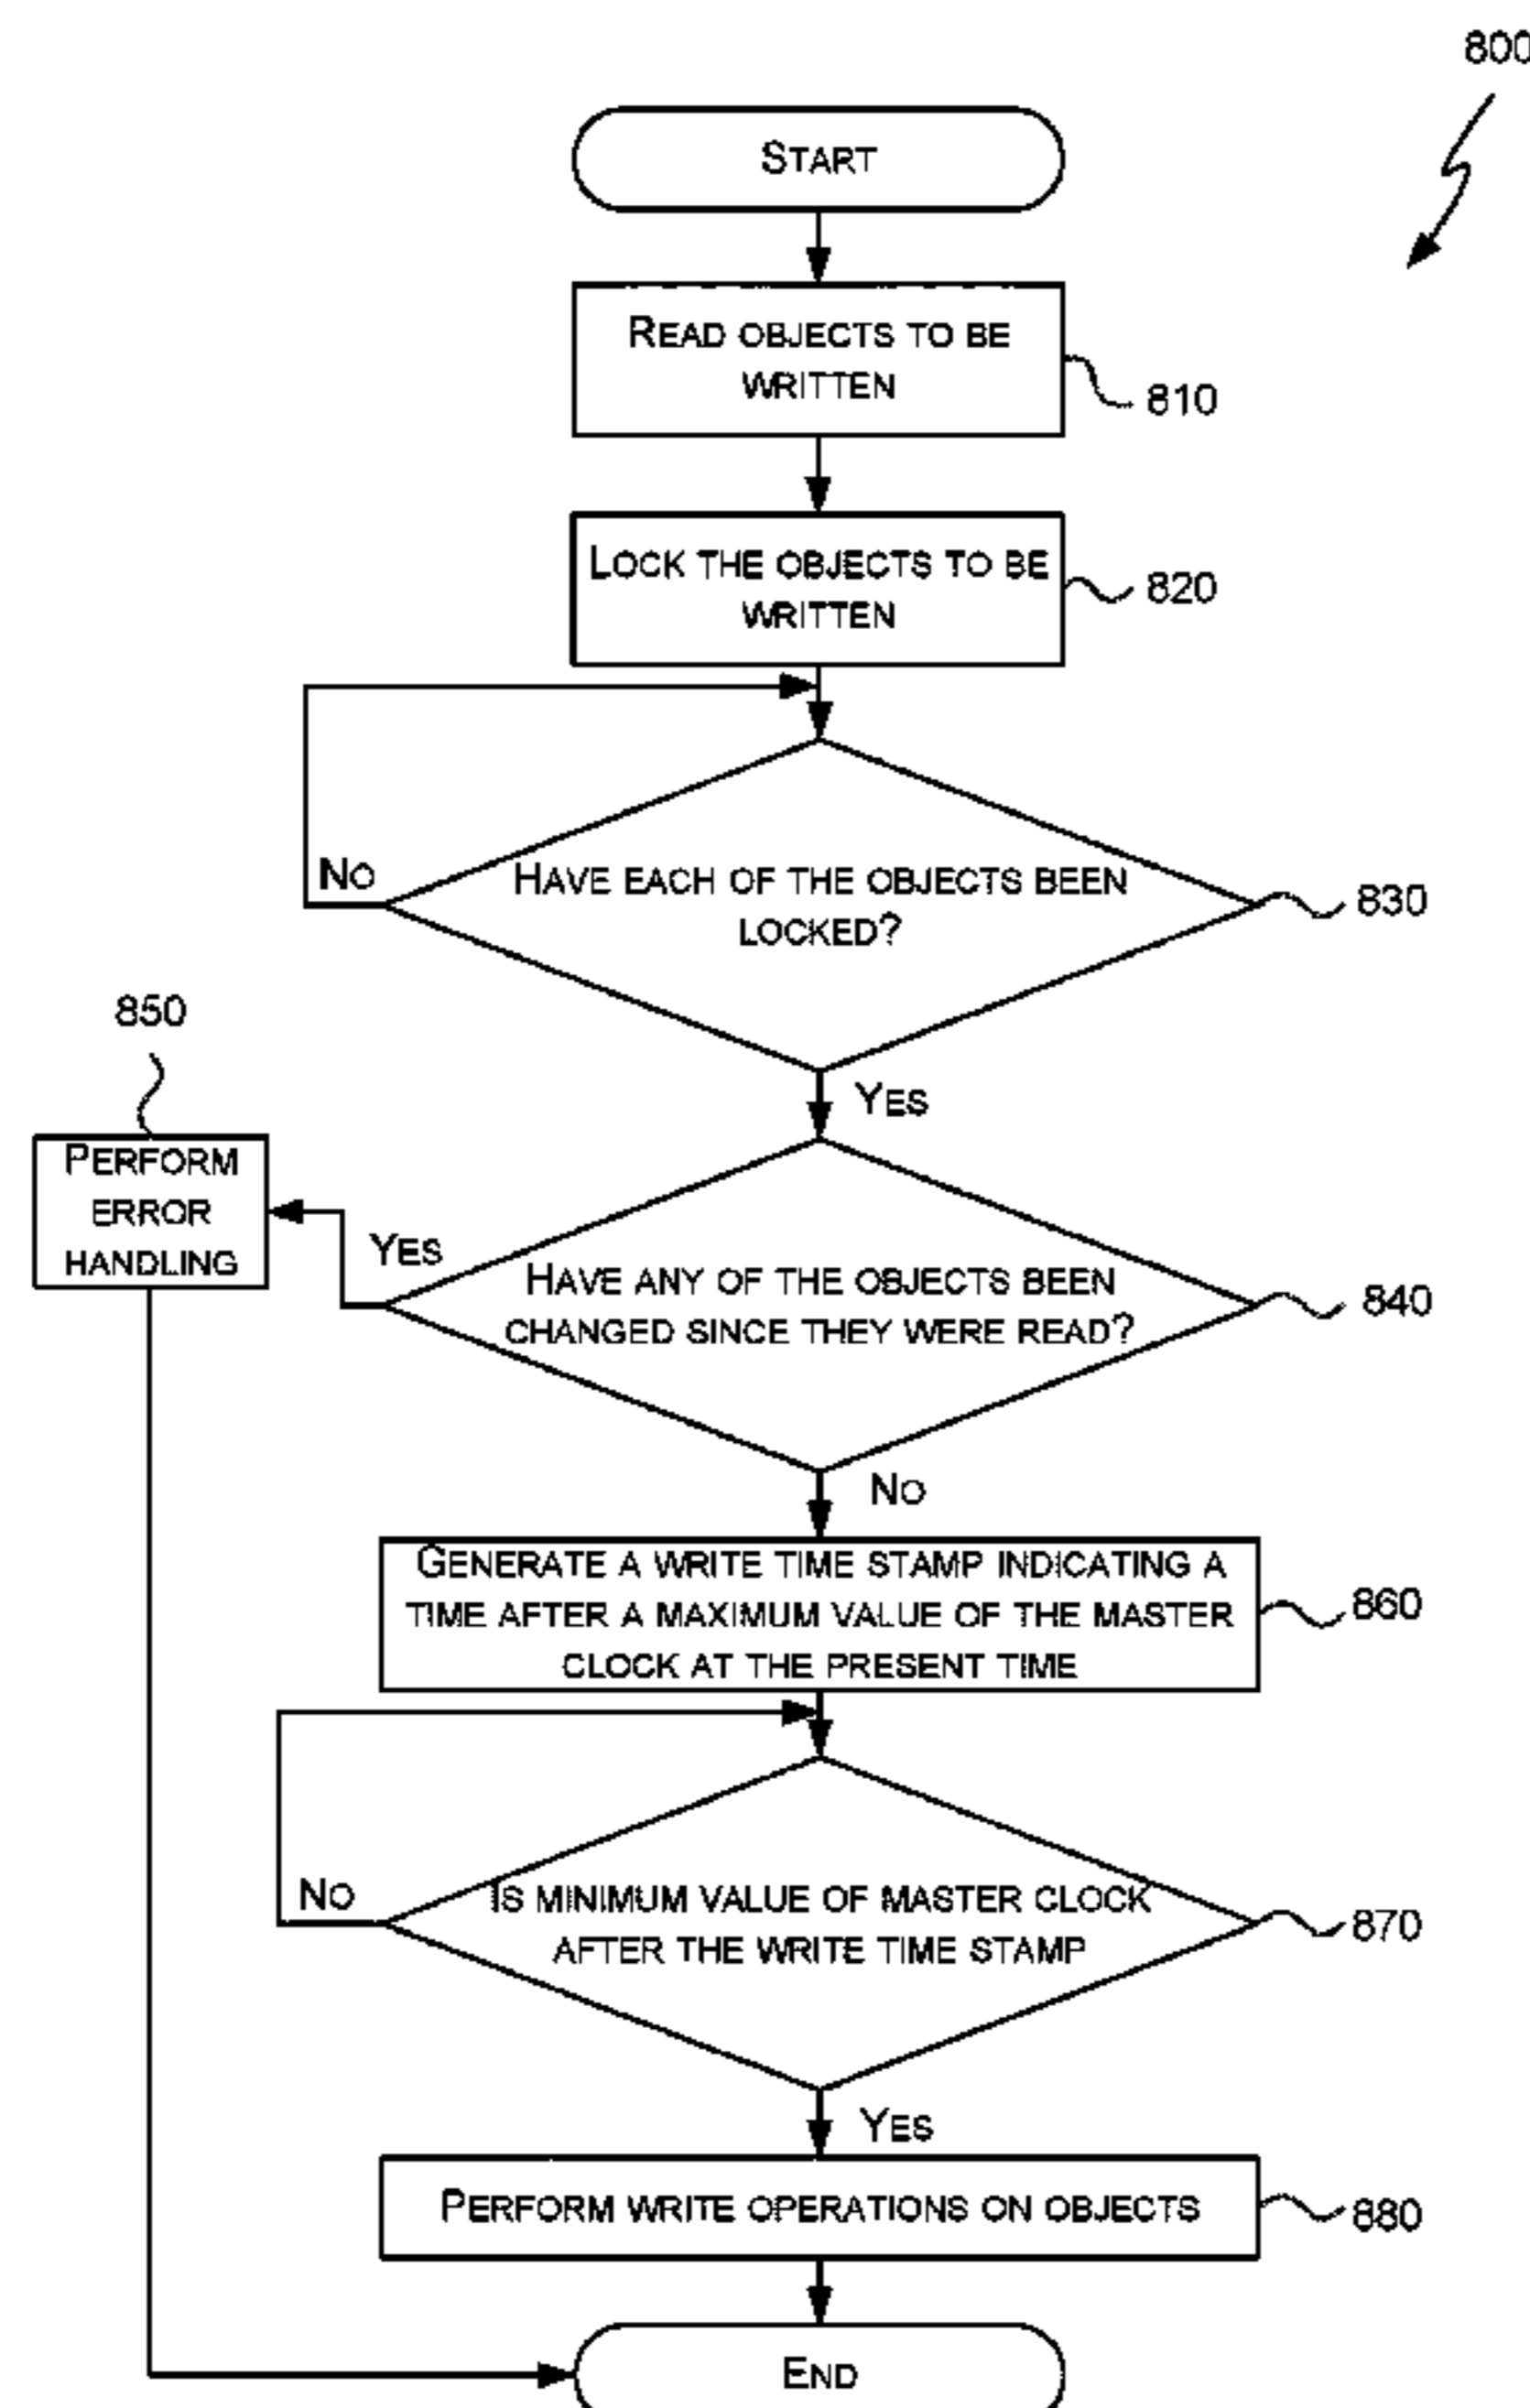 800
START
READ OBJECTS TO BE
WRITTEN
810
LOCK THE OBJECTS TO BE
WRITTEN
820
NO
HAVE EACH OF THE OBJECTS BEEN
LOCKED?
830
YES
850
PERFORM
ERROR
HANDLING
YES
HAVE ANY OF THE OBJECTS BEEN
CHANGED SINCE THEY WERE READ?
840
NO
GENERATE A WRITE TIME STAMP INDICATING A
TIME AFTER A MAXIMUM VALUE OF THE MASTER
CLOCK AT THE PRESENT TIME
860
NO
IS MINIMUM VALUE OF MASTER CLOCK
AFTER THE WRITE TIME STAMP
870
YES
PERFORM WRITE OPERATIONS ON OBJECTS
880
END